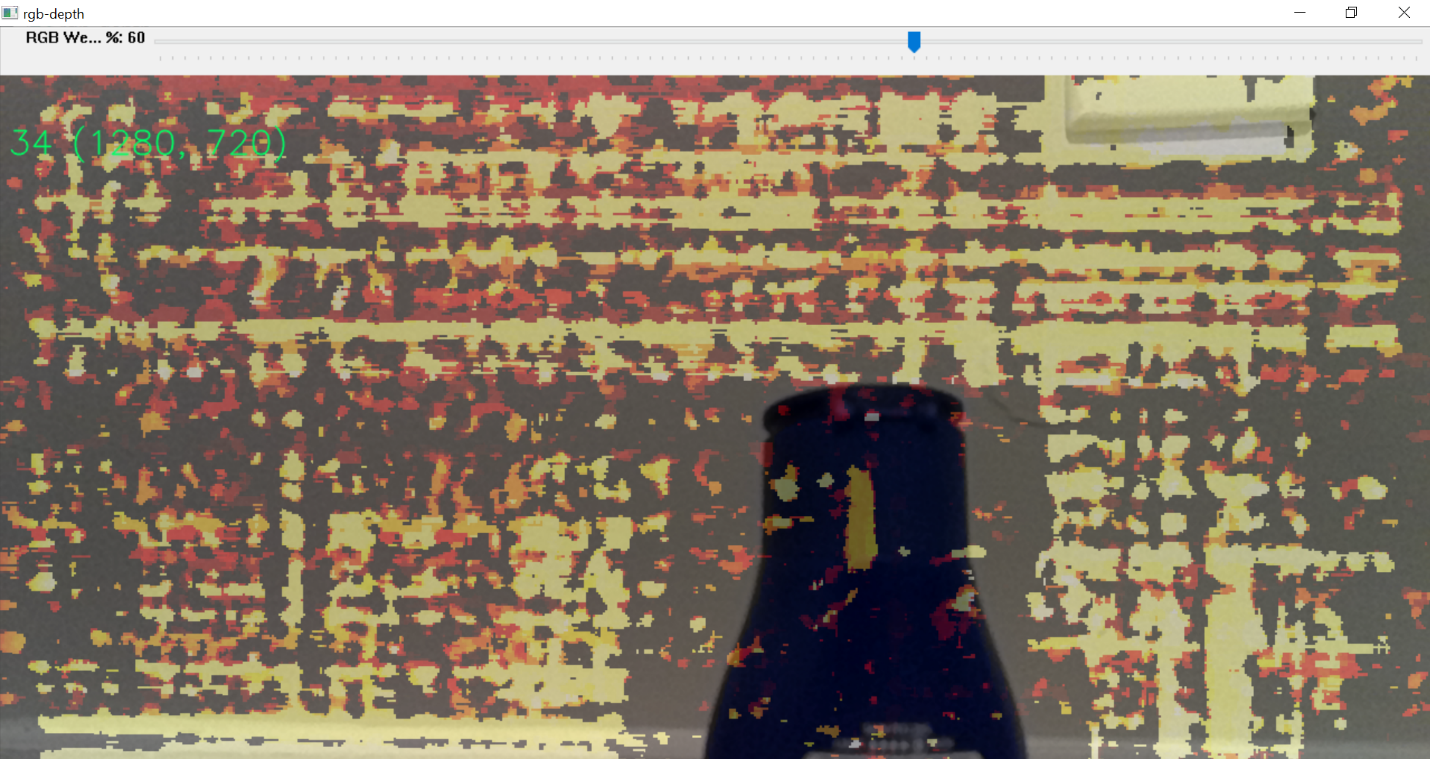 rgb-depth
RGB We... %: 60
34 (1280, 720)